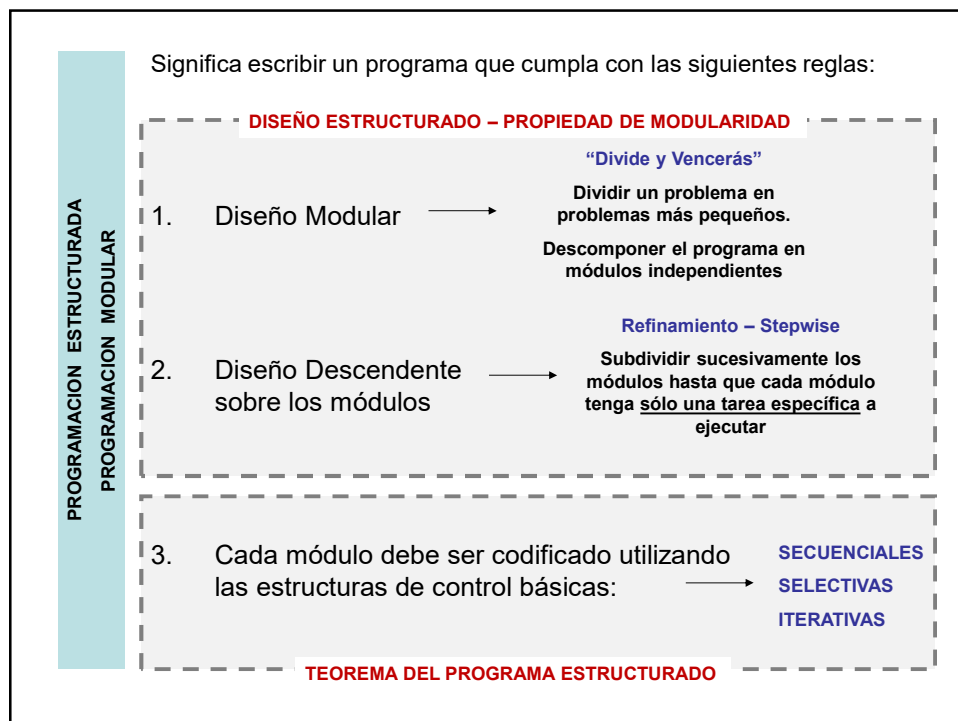 PROGRAMACION ESTRUCTURADA
PROGRAMACION MODULAR
Significa escribir un programa que cumpla con las siguientes reglas:
DISEÑO ESTRUCTURADO – PROPIEDAD DE MODULARIDAD
1. Diseño Modular
“Divide y Vencerás”
Dividir un problema en
problemas más pequeños.
Descomponer el programa en
módulos independientes
2. Diseño Descendente
sobre los módulos
Refinamiento – Stepwise
Subdividir sucesivamente los
módulos hasta que cada módulo
tenga sólo una tarea específica a
ejecutar
3. Cada módulo debe ser codificado utilizando
las estructuras de control básicas:
SECUENCIALES
SELECTIVAS
ITERATIVAS
TEOREMA DEL PROGRAMA ESTRUCTURADO